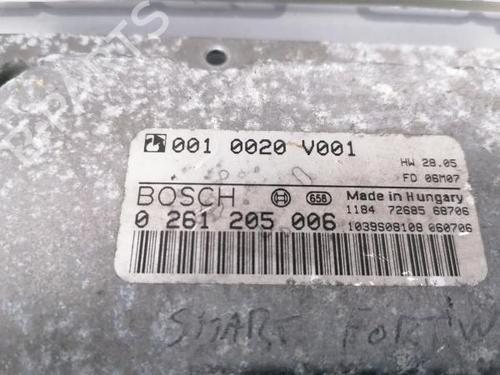 001 0020 V001
HW 28.05
FD 06M07
BOSCH
658
Made in Hungary
0 261 205 006
1184 72685 68706
1039S08108 060706
SMART FORTW